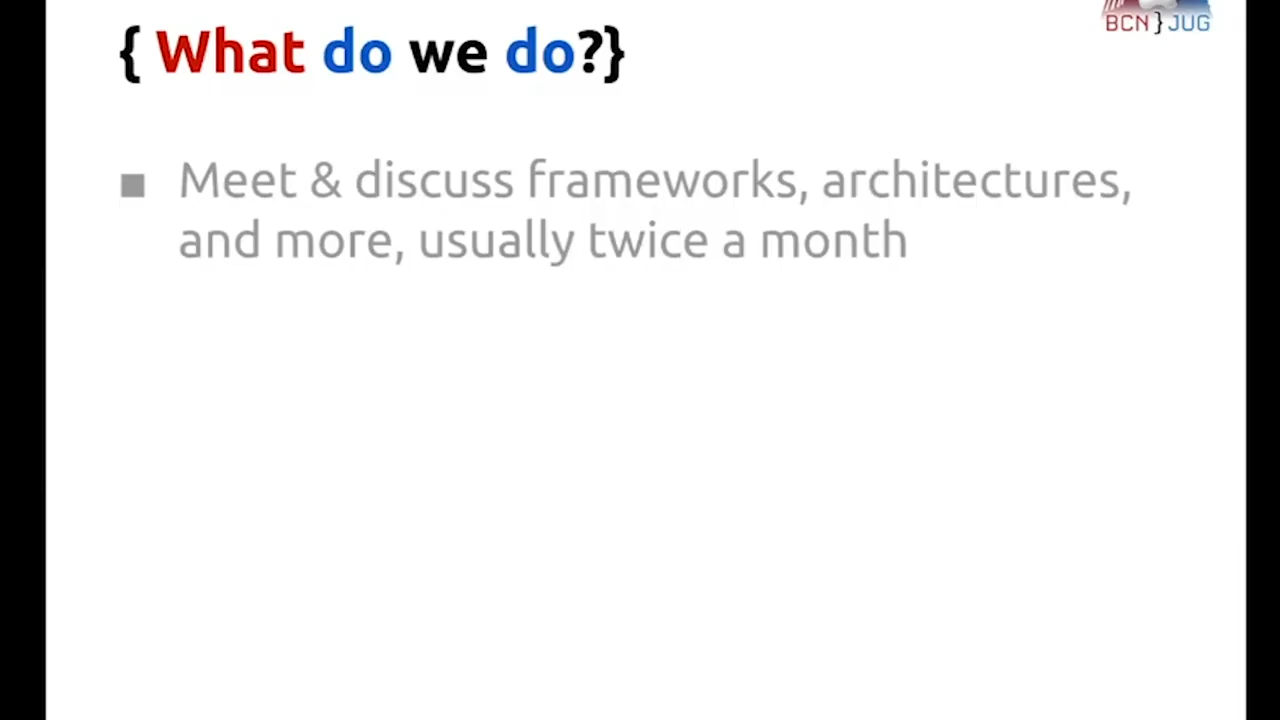 BCN}JUG
{ What do we do?}
■ Meet & discuss frameworks, architectures,
and more, usually twice a month